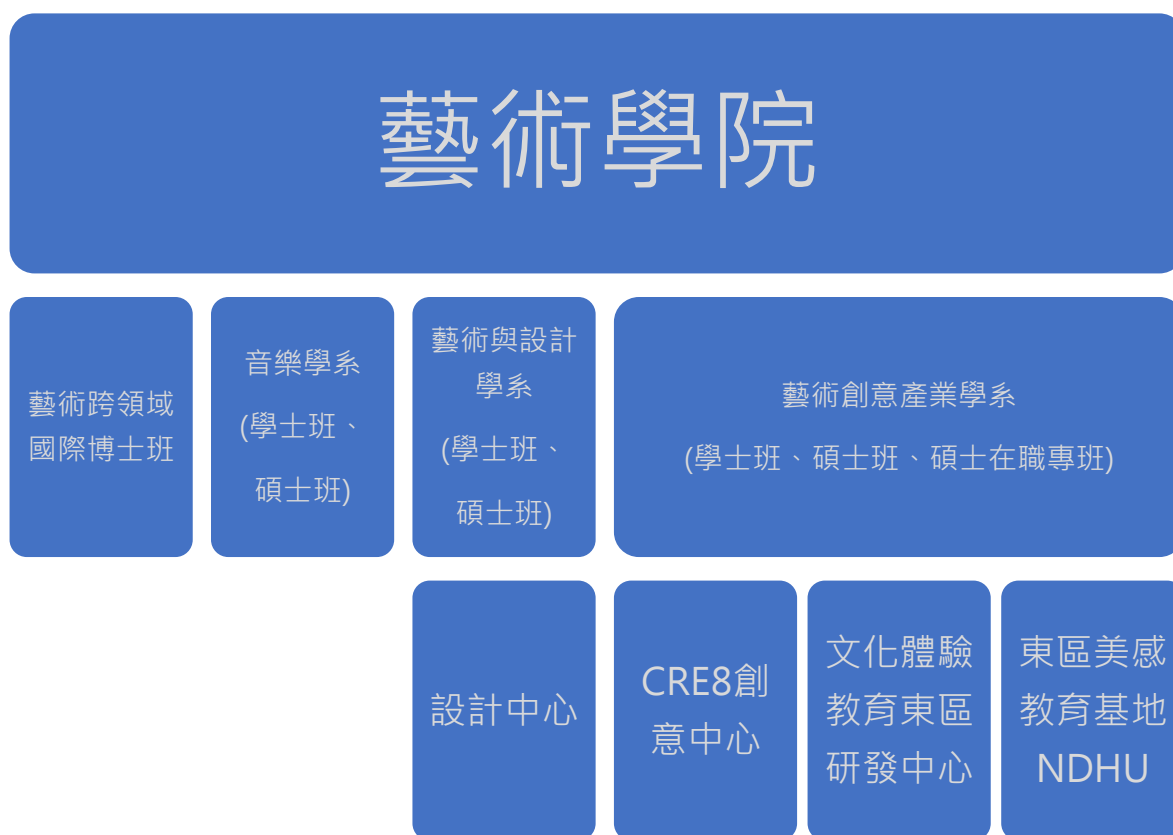 藝術學院
藝術跨領域
國際博士班
音樂學系
(學士班、
碩士班)
藝術與設計
學系
(學士班、
碩士班)
藝術創意產業學系
(學士班、碩士班、碩士在職專班)
設計中心
CRE8創
意中心
文化體驗
教育東區
研發中心
東區美感
教育基地
NDHU